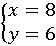 x = 8
y = 6